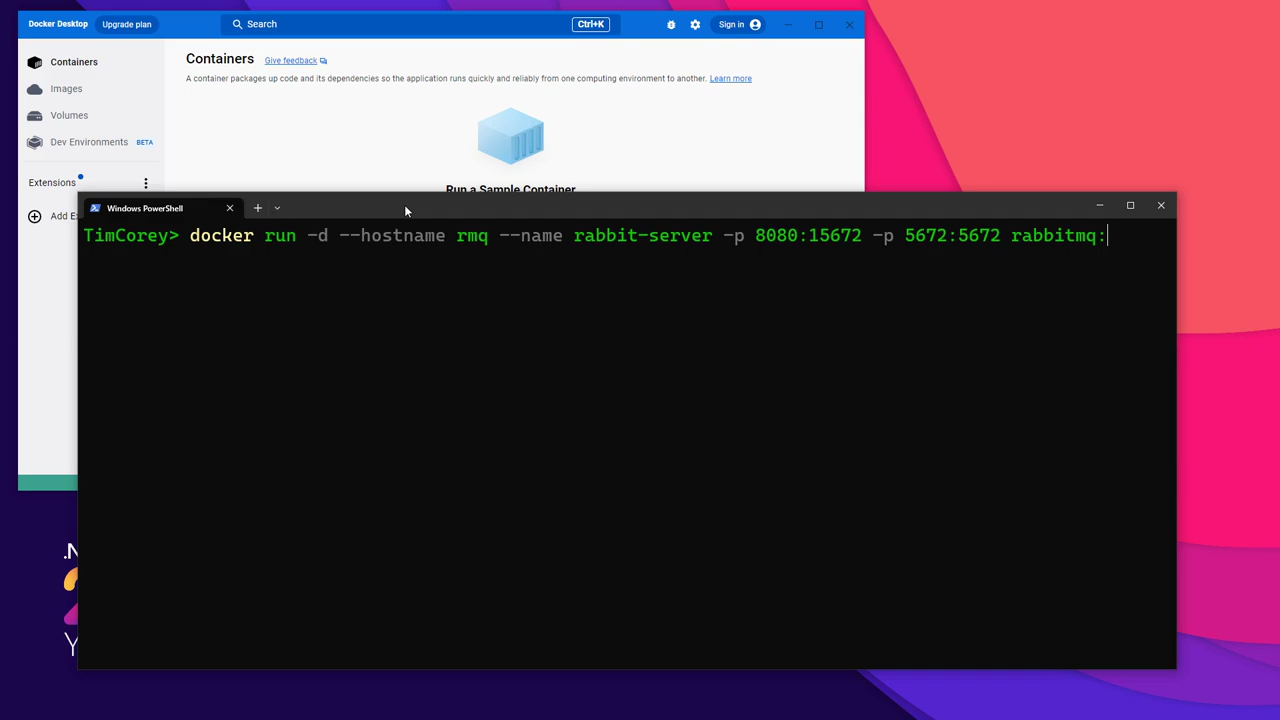 Docker Desktop Upgrade plan Search Ctrl+K Sign in
Containers
Images
Volumes
Dev Environments BETA
Extensions
Add Ex
Containers Give feedback
A container packages up code and its dependencies so the application runs quickly and reliably from one computing environment to another. Learn more
Run a Sample Container
Windows PowerShell
TimCorey> docker run -d --hostname rmq --name rabbit-server -p 8080:15672 -p 5672:5672 rabbitmq:
.N
Y